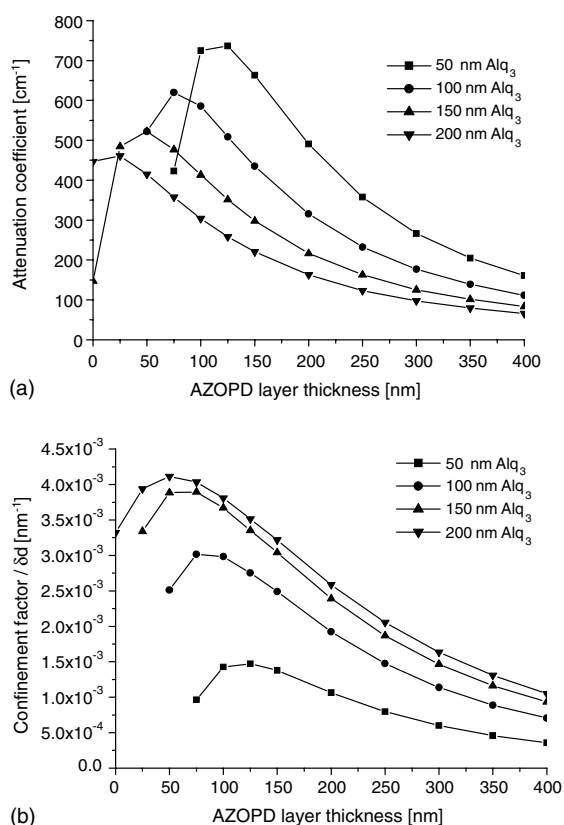 800
700
600
500
400
300
200
100
0
Attenuation coefficient [cm⁻¹]
50 nm Alq₃
100 nm Alq₃
150 nm Alq₃
200 nm Alq₃
0 50 100 150 200 250 300 350 400
AZOPD layer thickness [nm]
(a)
4.5x10⁻³
4.0x10⁻³
3.5x10⁻³
3.0x10⁻³
2.5x10⁻³
2.0x10⁻³
1.5x10⁻³
1.0x10⁻³
5.0x10⁻⁴
0.0
Confinement factor / δd [nm⁻¹]
50 nm Alq₃
100 nm Alq₃
150 nm Alq₃
200 nm Alq₃
0 50 100 150 200 250 300 350 400
AZOPD layer thickness [nm]
(b)